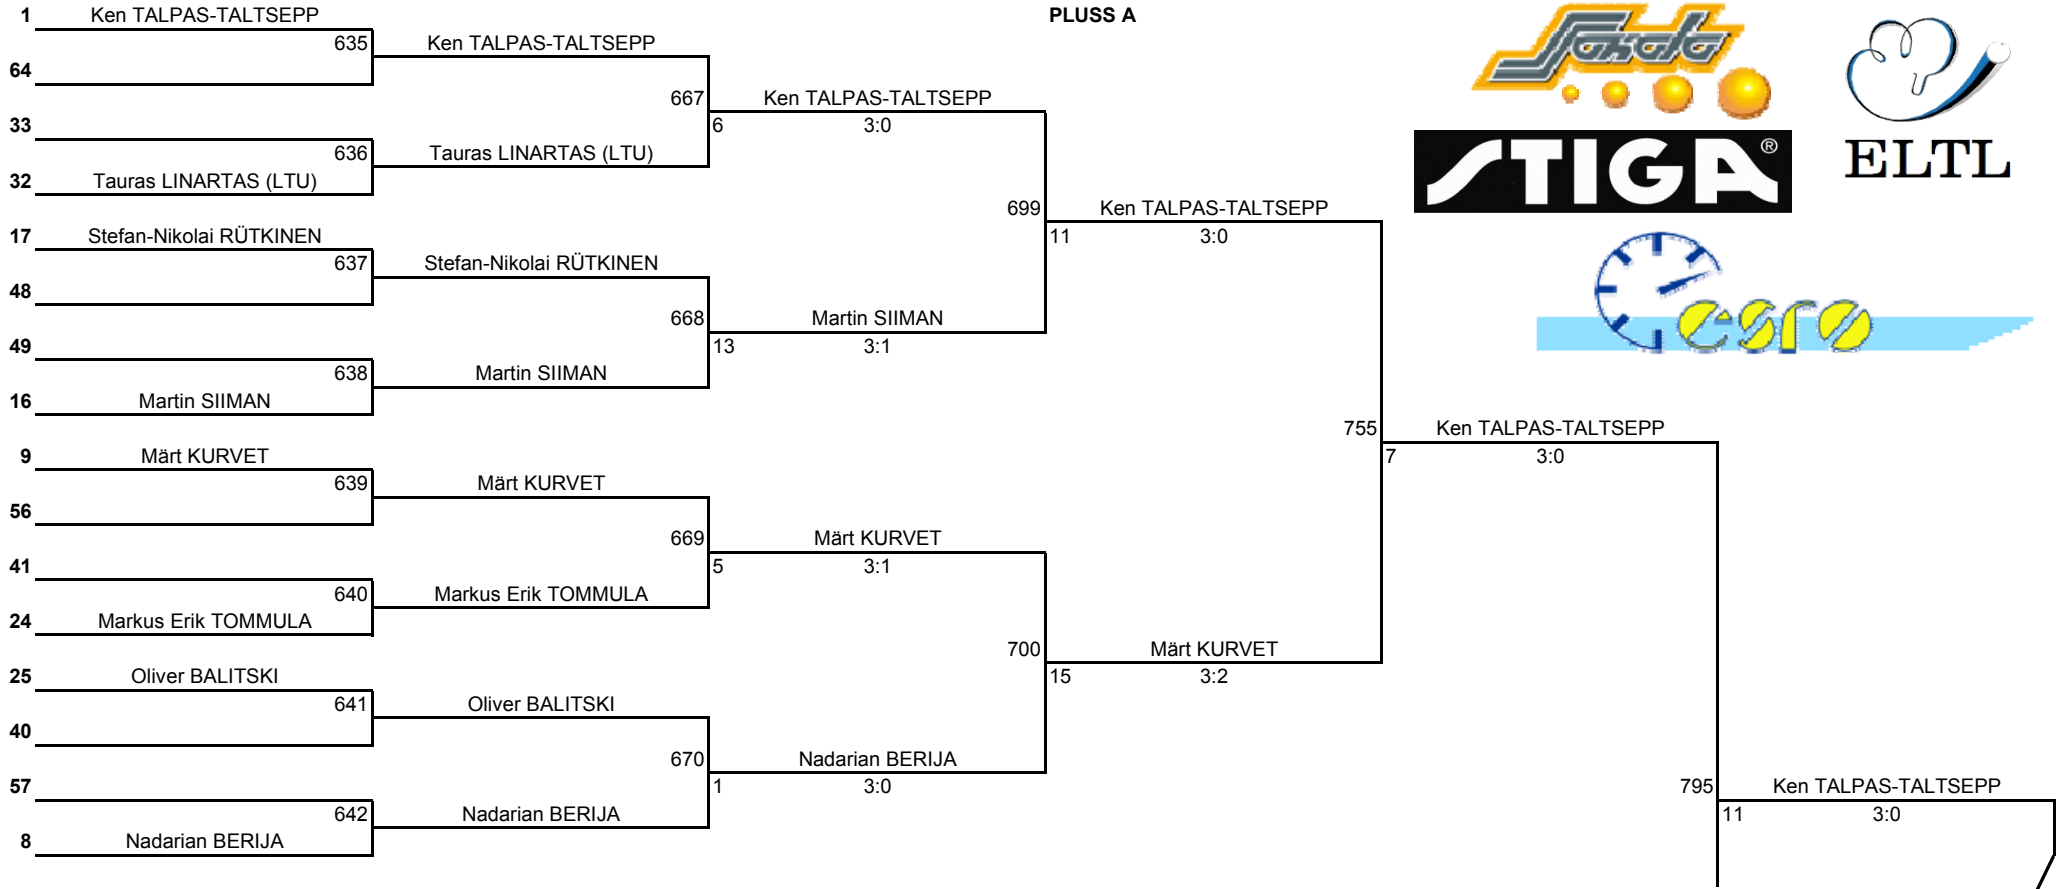 1 Ken TALPAS-TALTSEPP PLUSS A
635 Ken TALPAS-TALTSEPP
64
667 Ken TALPAS-TALTSEPP
33 6 3:0
636 Tauras LINARTAS (LTU)
32 Tauras LINARTAS (LTU)
STIGA®
ELTL
699 Ken TALPAS-TALTSEPP
17 Stefan-Nikolai RÜTKINEN 11 3:0
637 Stefan-Nikolai RÜTKINEN
48
668 Martin SIIMAN
esro
49 13 3:1
638 Martin SIIMAN
16 Martin SIIMAN
755 Ken TALPAS-TALTSEPP
9 Märt KURVET 7 3:0
639 Märt KURVET
56
669 Märt KURVET
41 5 3:1
640 Markus Erik TOMMULA
24 Markus Erik TOMMULA
700 Märt KURVET
25 Oliver BALITSKI 15 3:2
641 Oliver BALITSKI
40
670 Nadarian BERIJA
57 1 3:0 795 Ken TALPAS-TALTSEPP
642 Nadarian BERIJA 11 3:0
8 Nadarian BERIJA